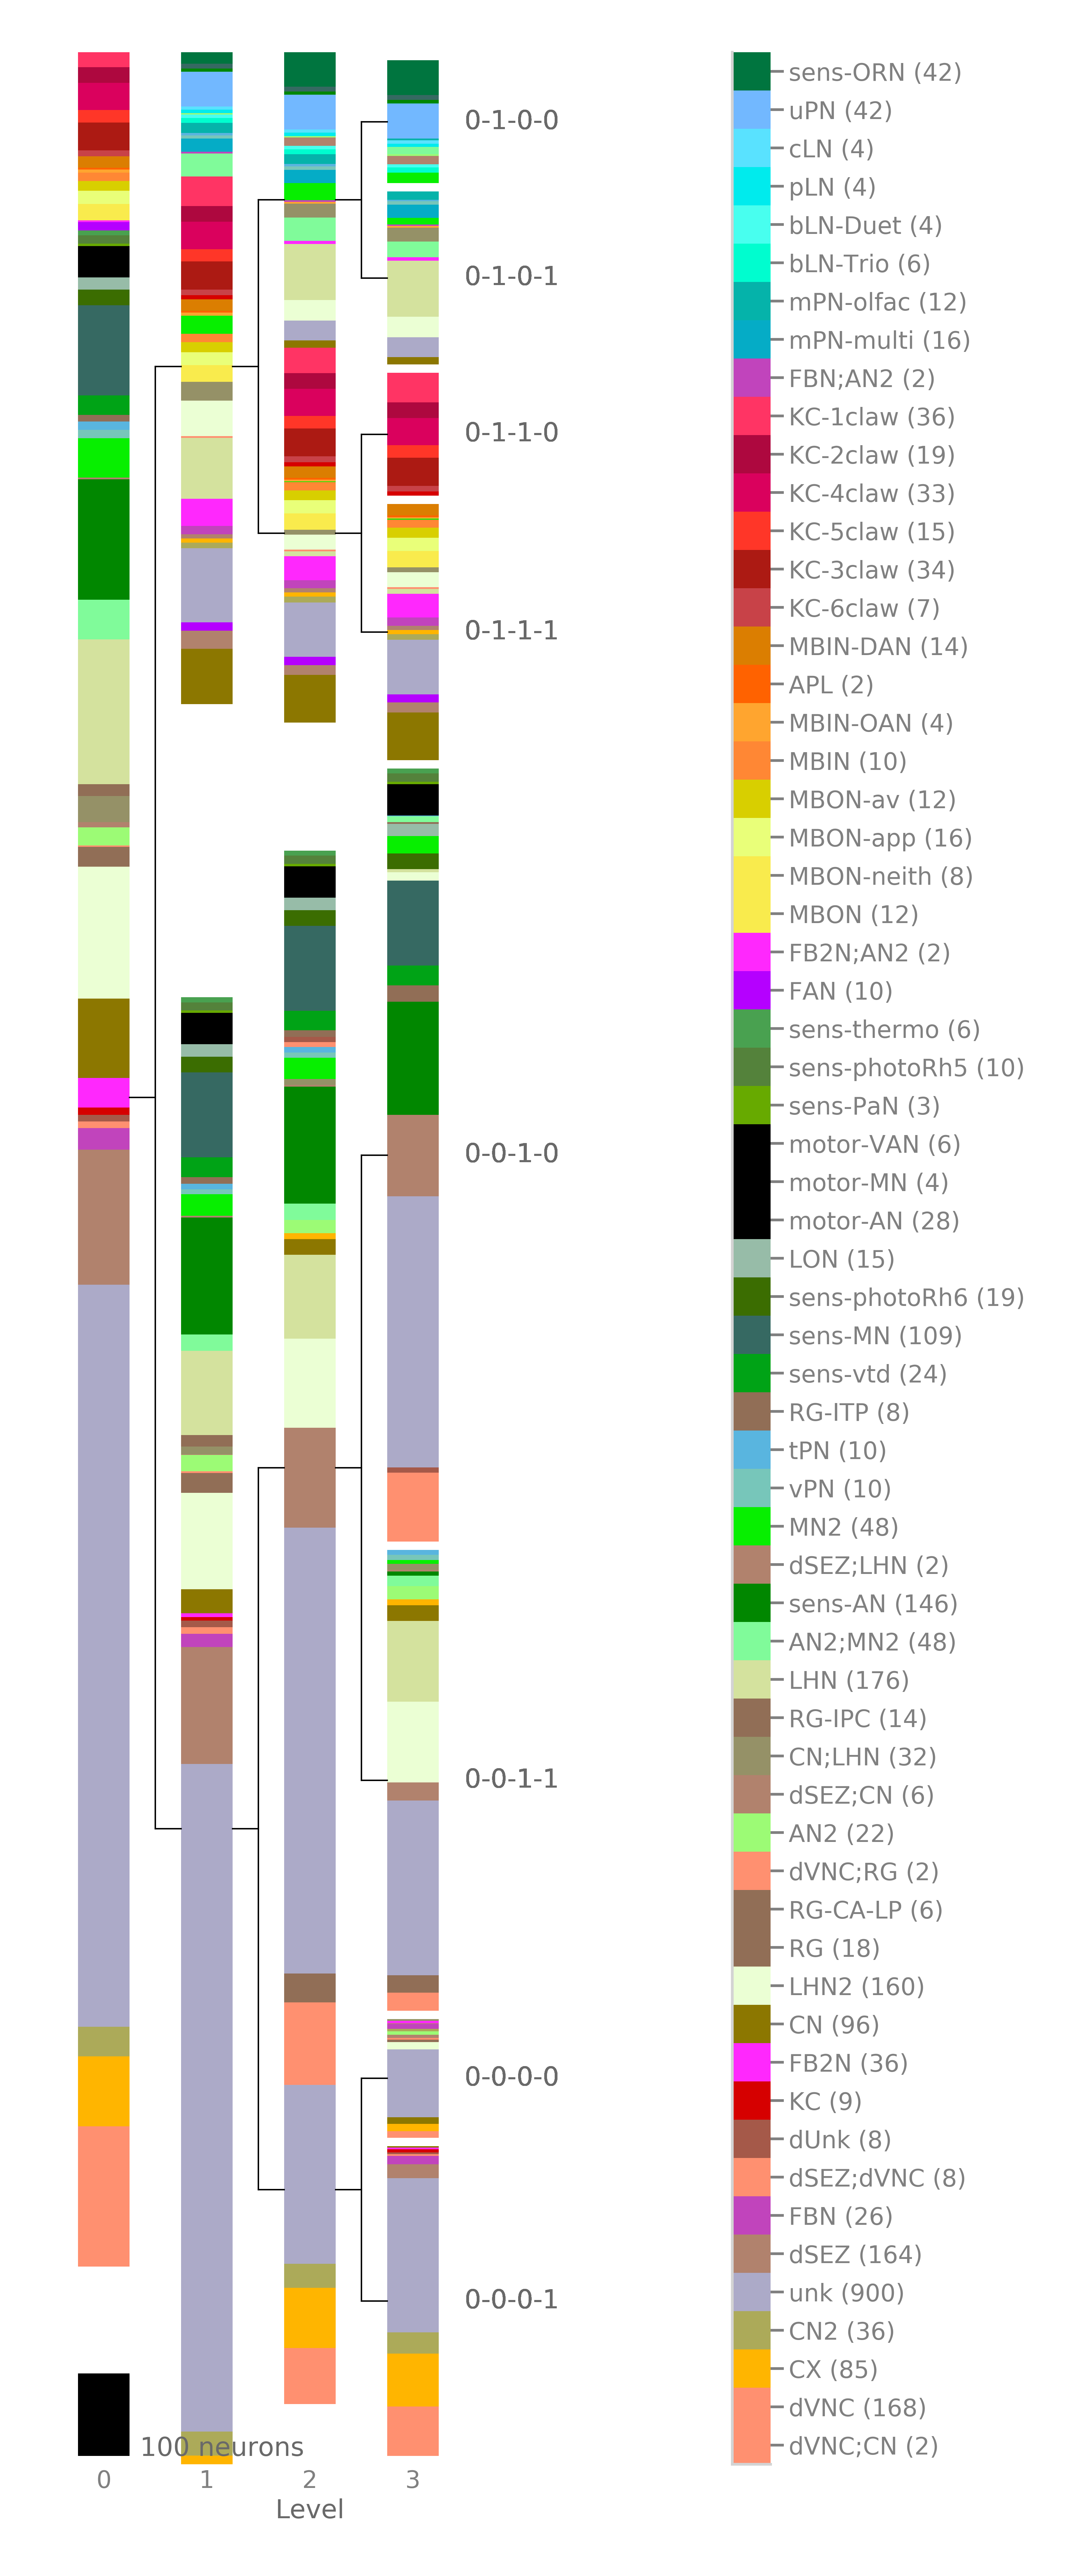 0-1-0-0
0-1-0-1
0-1-1-0
0-1-1-1
0-0-1-0
0-0-1-1
0-0-0-0
0-0-0-1
100 neurons
0 1 2 3
Level
sens-ORN (42)
uPN (42)
cLN (4)
pLN (4)
bLN-Duet (4)
bLN-Trio (6)
mPN-olfac (12)
mPN-multi (16)
FBN;AN2 (2)
KC-1claw (36)
KC-2claw (19)
KC-4claw (33)
KC-5claw (15)
KC-3claw (34)
KC-6claw (7)
MBIN-DAN (14)
APL (2)
MBIN-OAN (4)
MBIN (10)
MBON-av (12)
MBON-app (16)
MBON-neith (8)
MBON (12)
FB2N;AN2 (2)
FAN (10)
sens-thermo (6)
sens-photoRh5 (10)
sens-PaN (3)
motor-VAN (6)
motor-MN (4)
motor-AN (28)
LON (15)
sens-photoRh6 (19)
sens-MN (109)
sens-vtd (24)
RG-ITP (8)
tPN (10)
vPN (10)
MN2 (48)
dSEZ;LHN (2)
sens-AN (146)
AN2;MN2 (48)
LHN (176)
RG-IPC (14)
CN;LHN (32)
dSEZ;CN (6)
AN2 (22)
dVNC;RG (2)
RG-CA-LP (6)
RG (18)
LHN2 (160)
CN (96)
FB2N (36)
KC (9)
dUnk (8)
dSEZ;dVNC (8)
FBN (26)
dSEZ (164)
unk (900)
CN2 (36)
CX (85)
dVNC (168)
dVNC;CN (2)